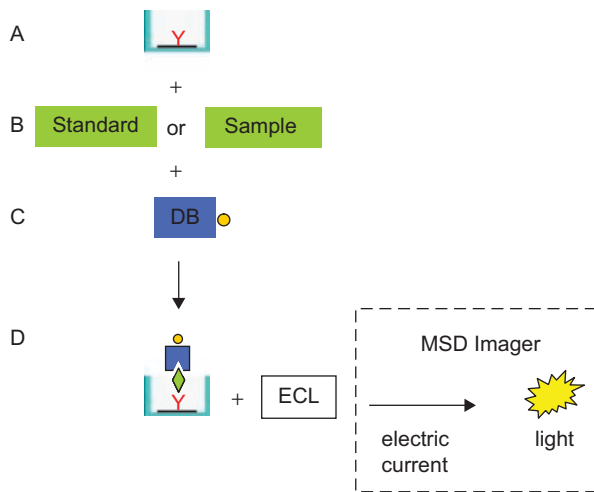 A
Y
+
B Standard or Sample
+
C DB
D
MSD Imager
Y + ECL
electric light
current